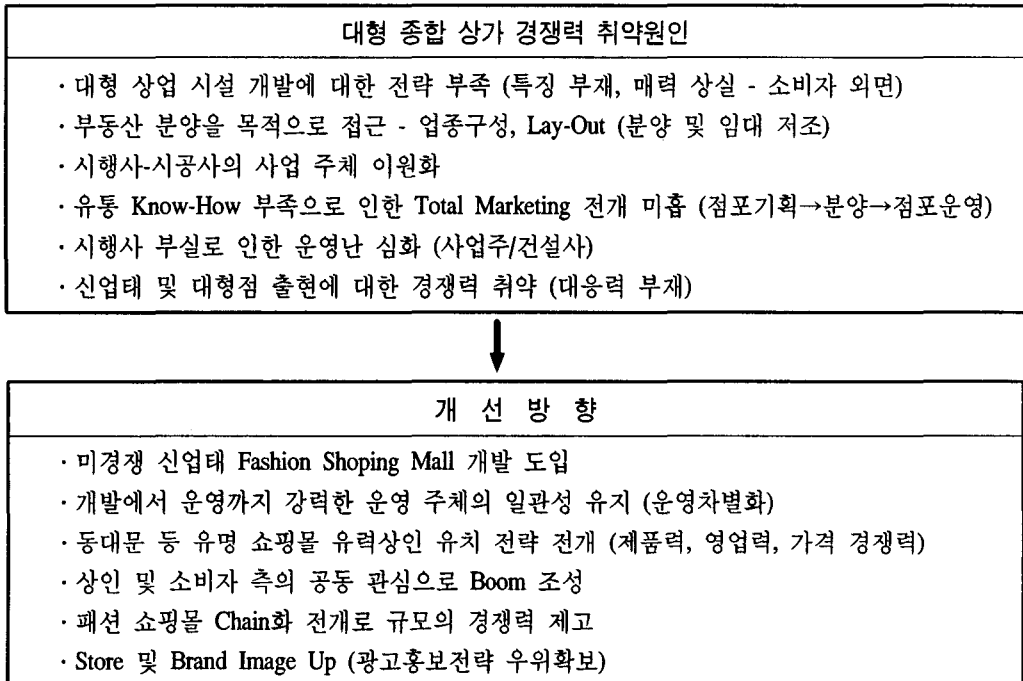 대형 종합 상가 경쟁력 취약원인
· 대형 상업 시설 개발에 대한 전략 부족 (특징 부재, 매력 상실 - 소비자 외면)
· 부동산 분양을 목적으로 접근 - 업종구성, Lay-Out (분양 및 임대 저조)
· 시행사-시공사의 사업 주체 이원화
· 유통 Know-How 부족으로 인한 Total Marketing 전개 미흡 (점포기획→분양→점포운영)
· 시행사 부실로 인한 운영난 심화 (사업주/건설사)
· 신업태 및 대형점 출현에 대한 경쟁력 취약 (대응력 부재)
개 선 방 향
· 미경쟁 신업태 Fashion Shoping Mall 개발 도입
· 개발에서 운영까지 강력한 운영 주체의 일관성 유지 (운영차별화)
· 동대문 등 유명 쇼핑몰 유력상인 유치 전략 전개 (제품력, 영업력, 가격 경쟁력)
· 상인 및 소비자 측의 공동 관심으로 Boom 조성
· 패션 쇼핑몰 Chain화 전개로 규모의 경쟁력 제고
· Store 및 Brand Image Up (광고홍보전략 우위확보)